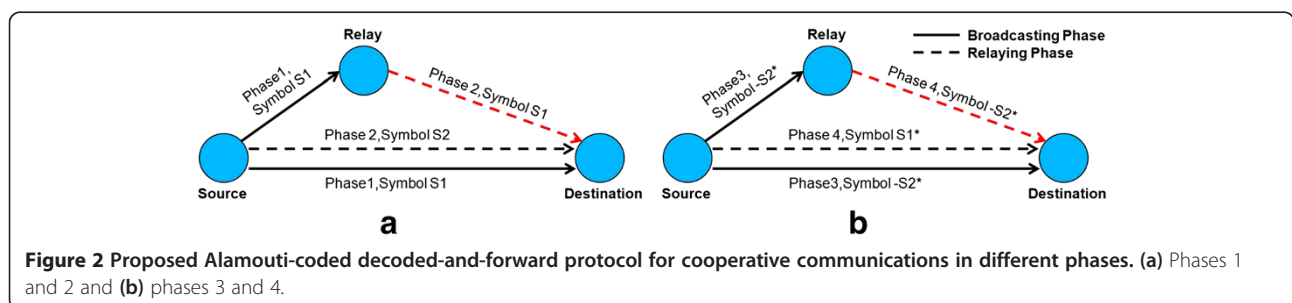 Relay
Phase1,
Symbol S1
Phase 2,Symbol S1
Phase 2,Symbol S2
Phase1,Symbol S1
Source
Destination
a
Relay
Broadcasting Phase
Relaying Phase
Phase3,
Symbol -S2*
Phase 4,Symbol -S2*
Phase 4,Symbol S1*
Phase3,Symbol -S2*
Source
Destination
b
Figure 2 Proposed Alamouti-coded decoded-and-forward protocol for cooperative communications in different phases. (a) Phases 1
and 2 and (b) phases 3 and 4.